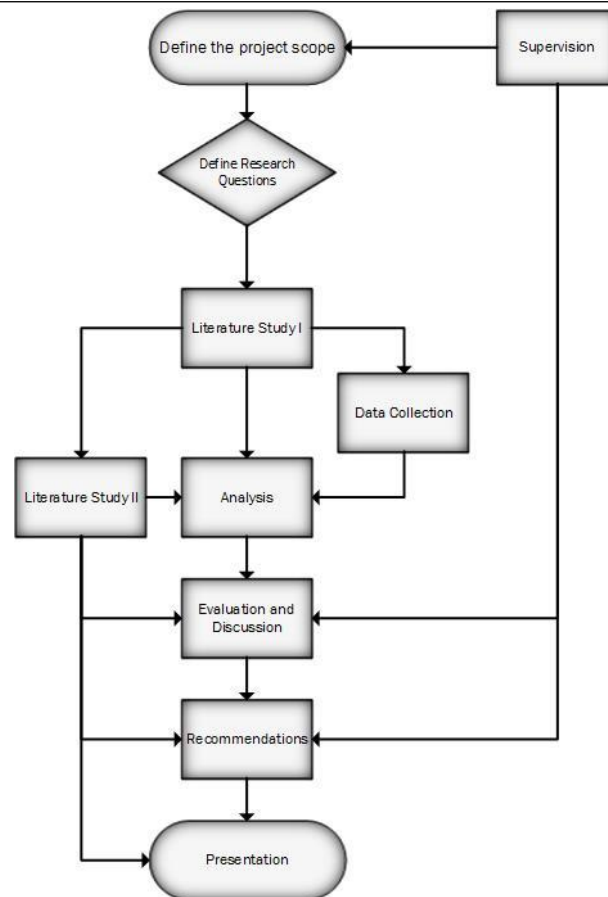 Define the project scope
Supervision
Define Research
Questions
Literature Study I
Data Collection
Literature Study II
Analysis
Evaluation and
Discussion
Recommendations
Presentation